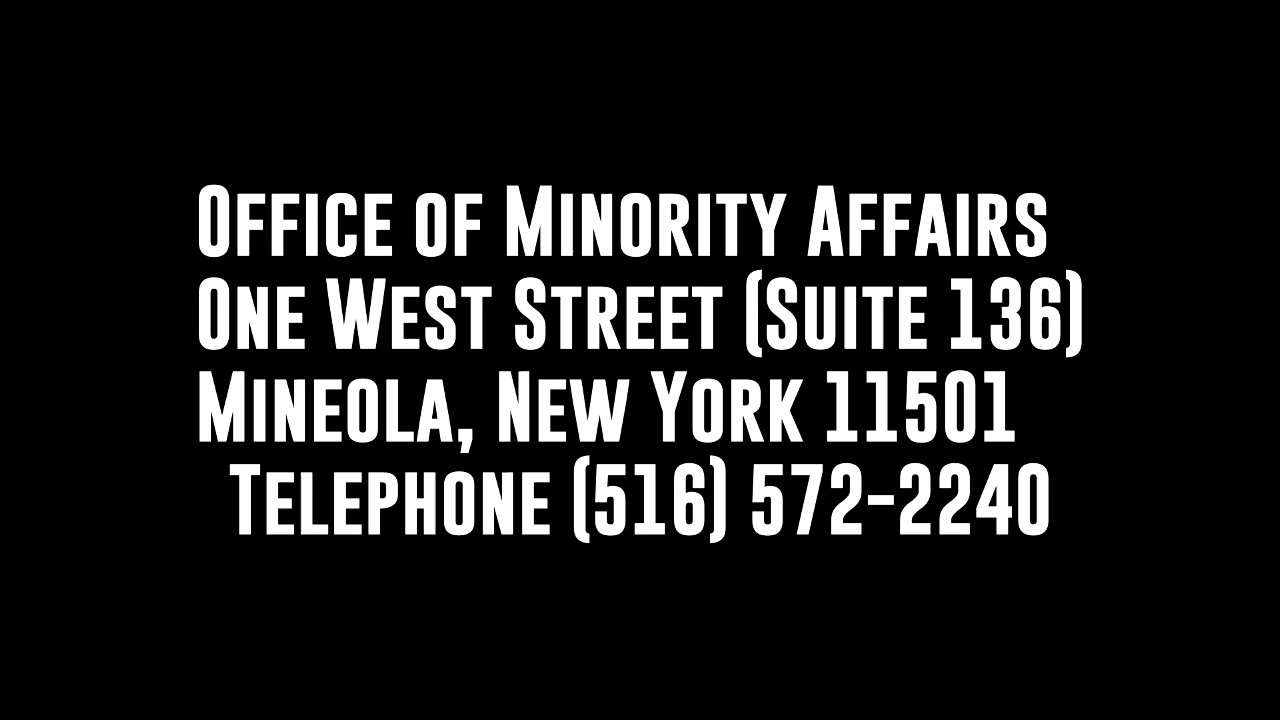 Office of Minority Affairs
One West Street (Suite 136)
Mineola, New York 11501
Telephone (516) 572-2240